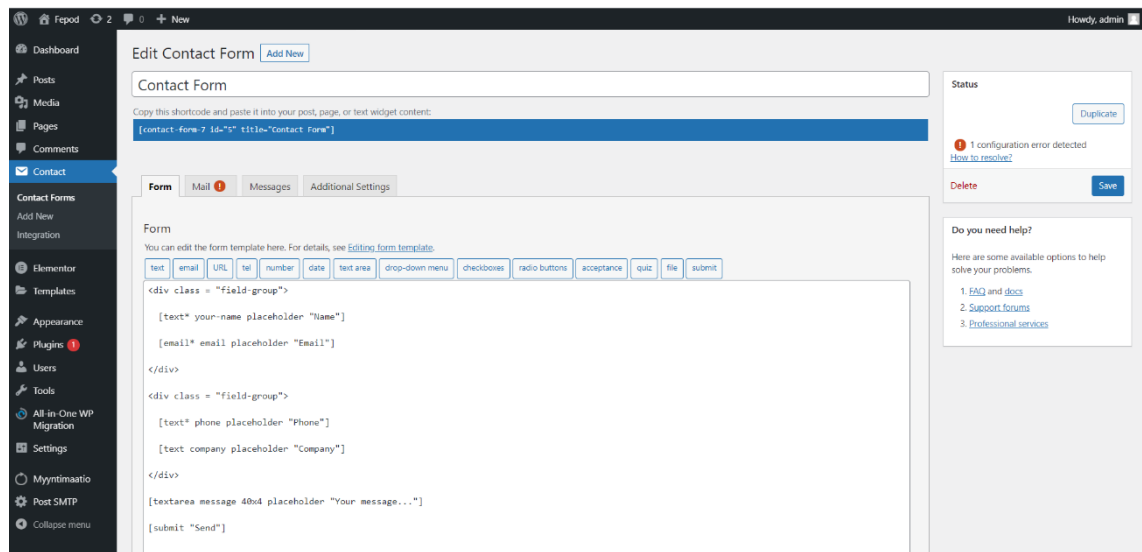 Fepod 2 0 + New Howdy, admin
Dashboard
Posts
Media
Pages
Comments
Contact
Contact Forms
Add New
Integration
Elementor
Templates
Appearance
Plugins 1
Users
Tools
All-in-One WP
Migration
Settings
Myyntimaatio
Post SMTP
Collapse menu
Edit Contact Form Add New
Contact Form
Copy this shortcode and paste it into your post, page, or text widget content:
[contact-form-7 id="5" title="Contact Form"]
Form Mail ! Messages Additional Settings
Form
You can edit the form template here. For details, see Editing form template.
text email URL tel number date text area drop-down menu checkboxes radio buttons acceptance quiz file submit
<div class = "field-group">
[text* your-name placeholder "Name"]
[email* email placeholder "Email"]
</div>
<div class = "field-group">
[text* phone placeholder "Phone"]
[text company placeholder "Company"]
</div>
[textarea message 40x4 placeholder "Your message..."]
[submit "Send"]
Status
Duplicate
! 1 configuration error detected
How to resolve?
Delete Save
Do you need help?
Here are some available options to help
solve your problems.
1. FAQ and docs
2. Support forums
3. Professional services